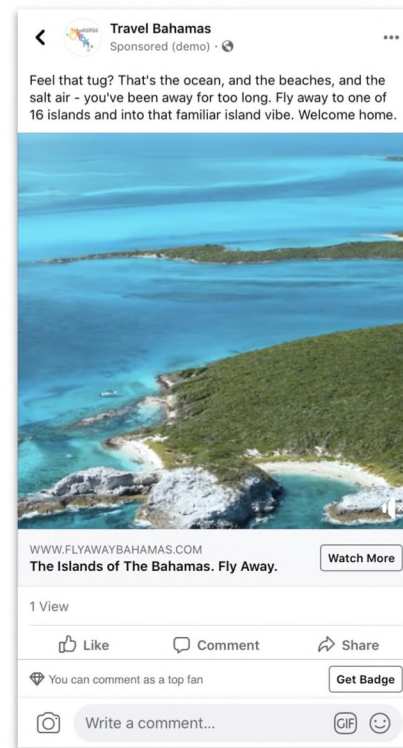 Travel Bahamas
Sponsored (demo) ·
Feel that tug? That's the ocean, and the beaches, and the
salt air - you've been away for too long. Fly away to one of
16 islands and into that familiar island vibe. Welcome home.
WWW.FLYAWAYBAHAMAS.COM
The Islands of The Bahamas. Fly Away.
Watch More
1 View
Like
Comment
Share
You can comment as a top fan
Get Badge
Write a comment...
GIF